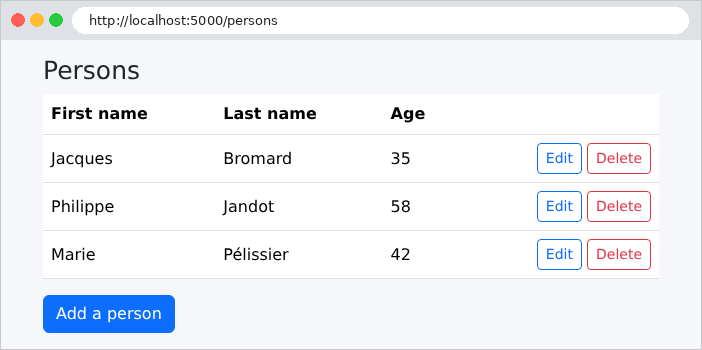 http://localhost:5000/persons
Persons
First name Last name Age
Jacques Bromard 35 Edit Delete
Philippe Jandot 58 Edit Delete
Marie Pélissier 42 Edit Delete
Add a person